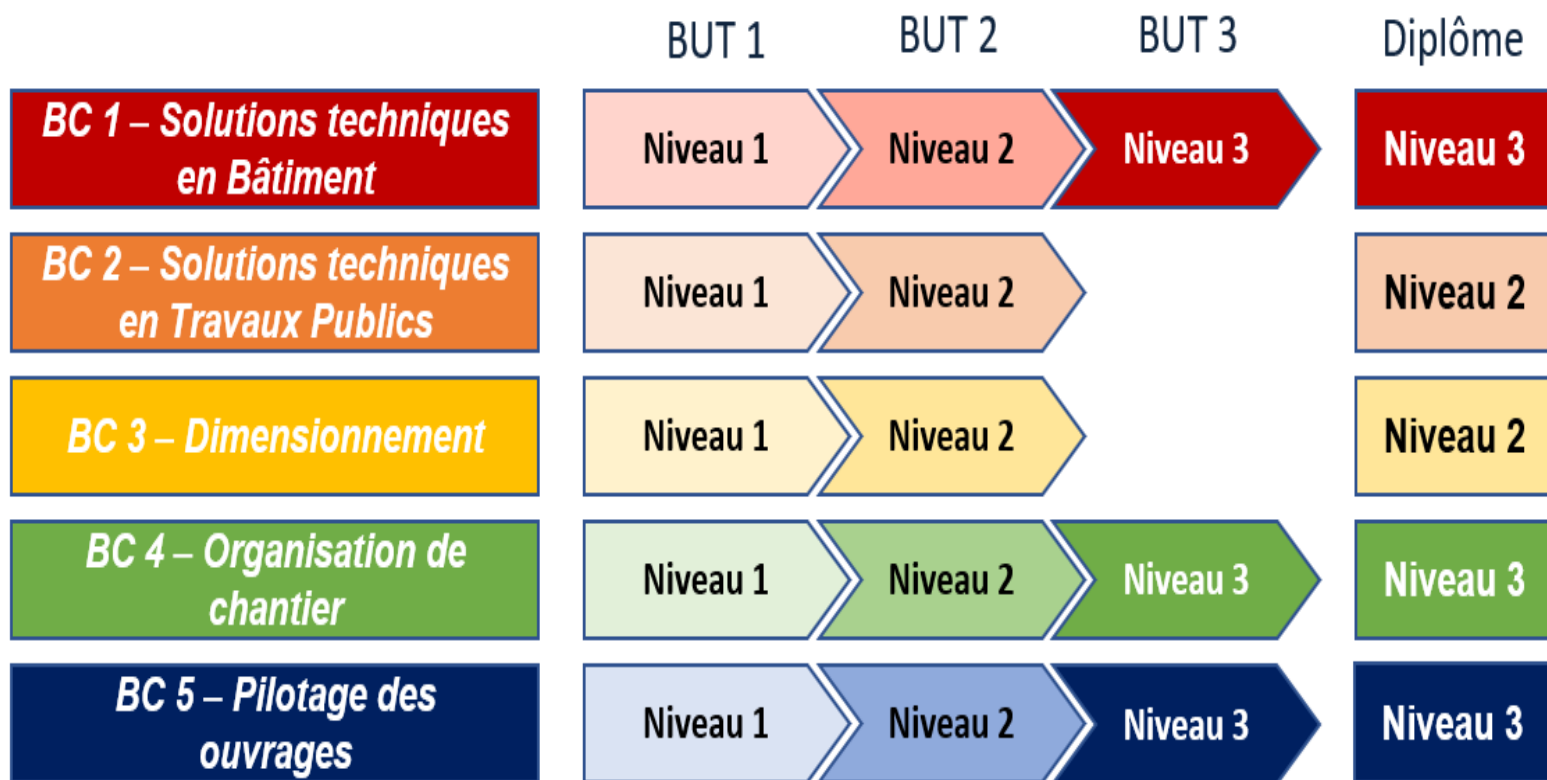 BUT 1 BUT 2 BUT 3 Diplôme
BC 1 – Solutions techniques
en Bâtiment
Niveau 1 Niveau 2 Niveau 3 Niveau 3
BC 2 – Solutions techniques
en Travaux Publics
Niveau 1 Niveau 2 Niveau 2
BC 3 – Dimensionnement
Niveau 1 Niveau 2 Niveau 2
BC 4 – Organisation de
chantier
Niveau 1 Niveau 2 Niveau 3 Niveau 3
BC 5 – Pilotage des
ouvrages
Niveau 1 Niveau 2 Niveau 3 Niveau 3